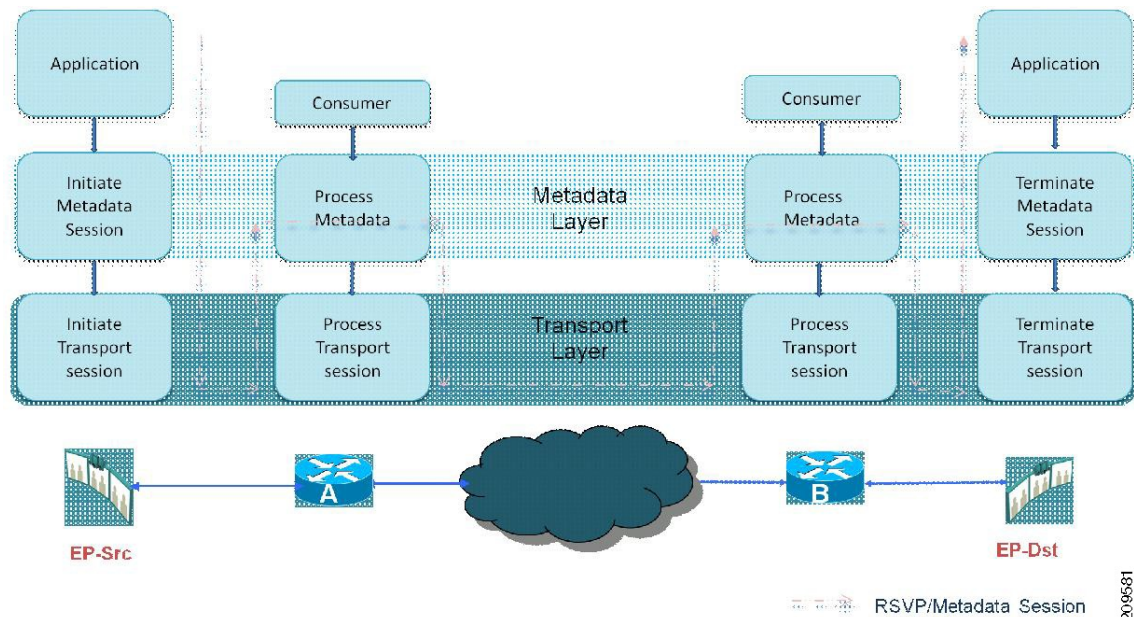 Application
Application
Consumer
Consumer
Initiate
Metadata
Session
Process
Metadata
Metadata
Layer
Process
Metadata
Terminate
Metadata
Session
Initiate
Transport
session
Process
Transport
session
Transport
Layer
Process
Transport
session
Terminate
Transport
session
A
B
EP-Src
EP-Dst
RSVP/Metadata Session
209581